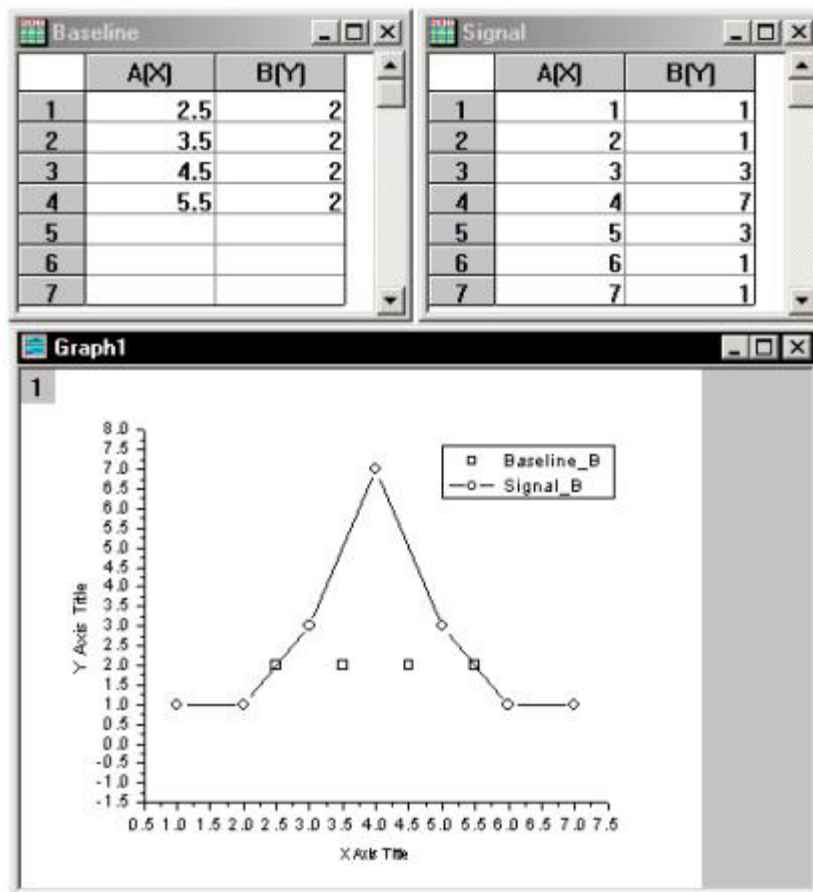 Baseline
A(X) B(Y)
1 2.5 2
2 3.5 2
3 4.5 2
4 5.5 2
5
6
7
Signal
A(X) B(Y)
1 1 1
2 2 1
3 3 3
4 4 7
5 5 3
6 6 1
7 7 1
Graph1
1
Baseline_B
Signal_B
8.0
7.5
7.0
6.5
6.0
5.5
5.0
4.5
4.0
3.5
3.0
2.5
2.0
1.5
1.0
0.5
0.0
-0.5
-1.0
-1.5
Y Axis Title
0.5 1.0 1.5 2.0 2.5 3.0 3.5 4.0 4.5 5.0 5.5 6.0 6.5 7.0 7.5
X Axis Title